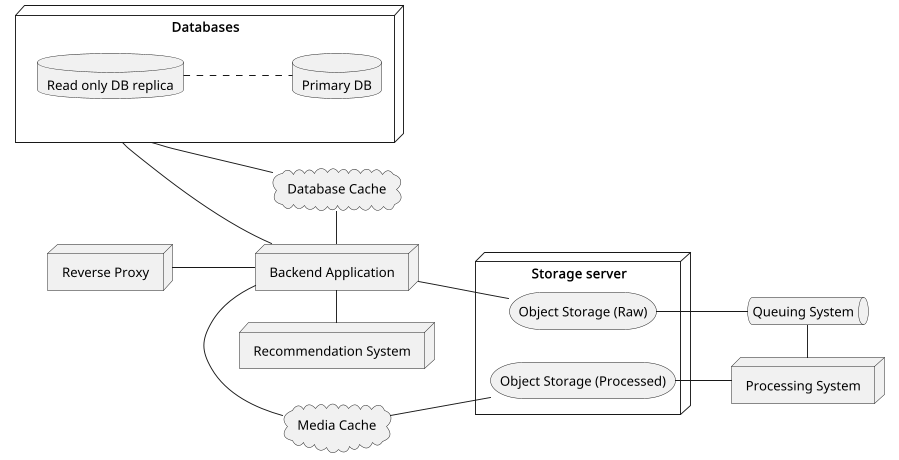 Databases
Read only DB replica
Primary DB
Database Cache
Reverse Proxy
Backend Application
Storage server
Object Storage (Raw)
Queuing System
Recommendation System
Object Storage (Processed)
Processing System
Media Cache